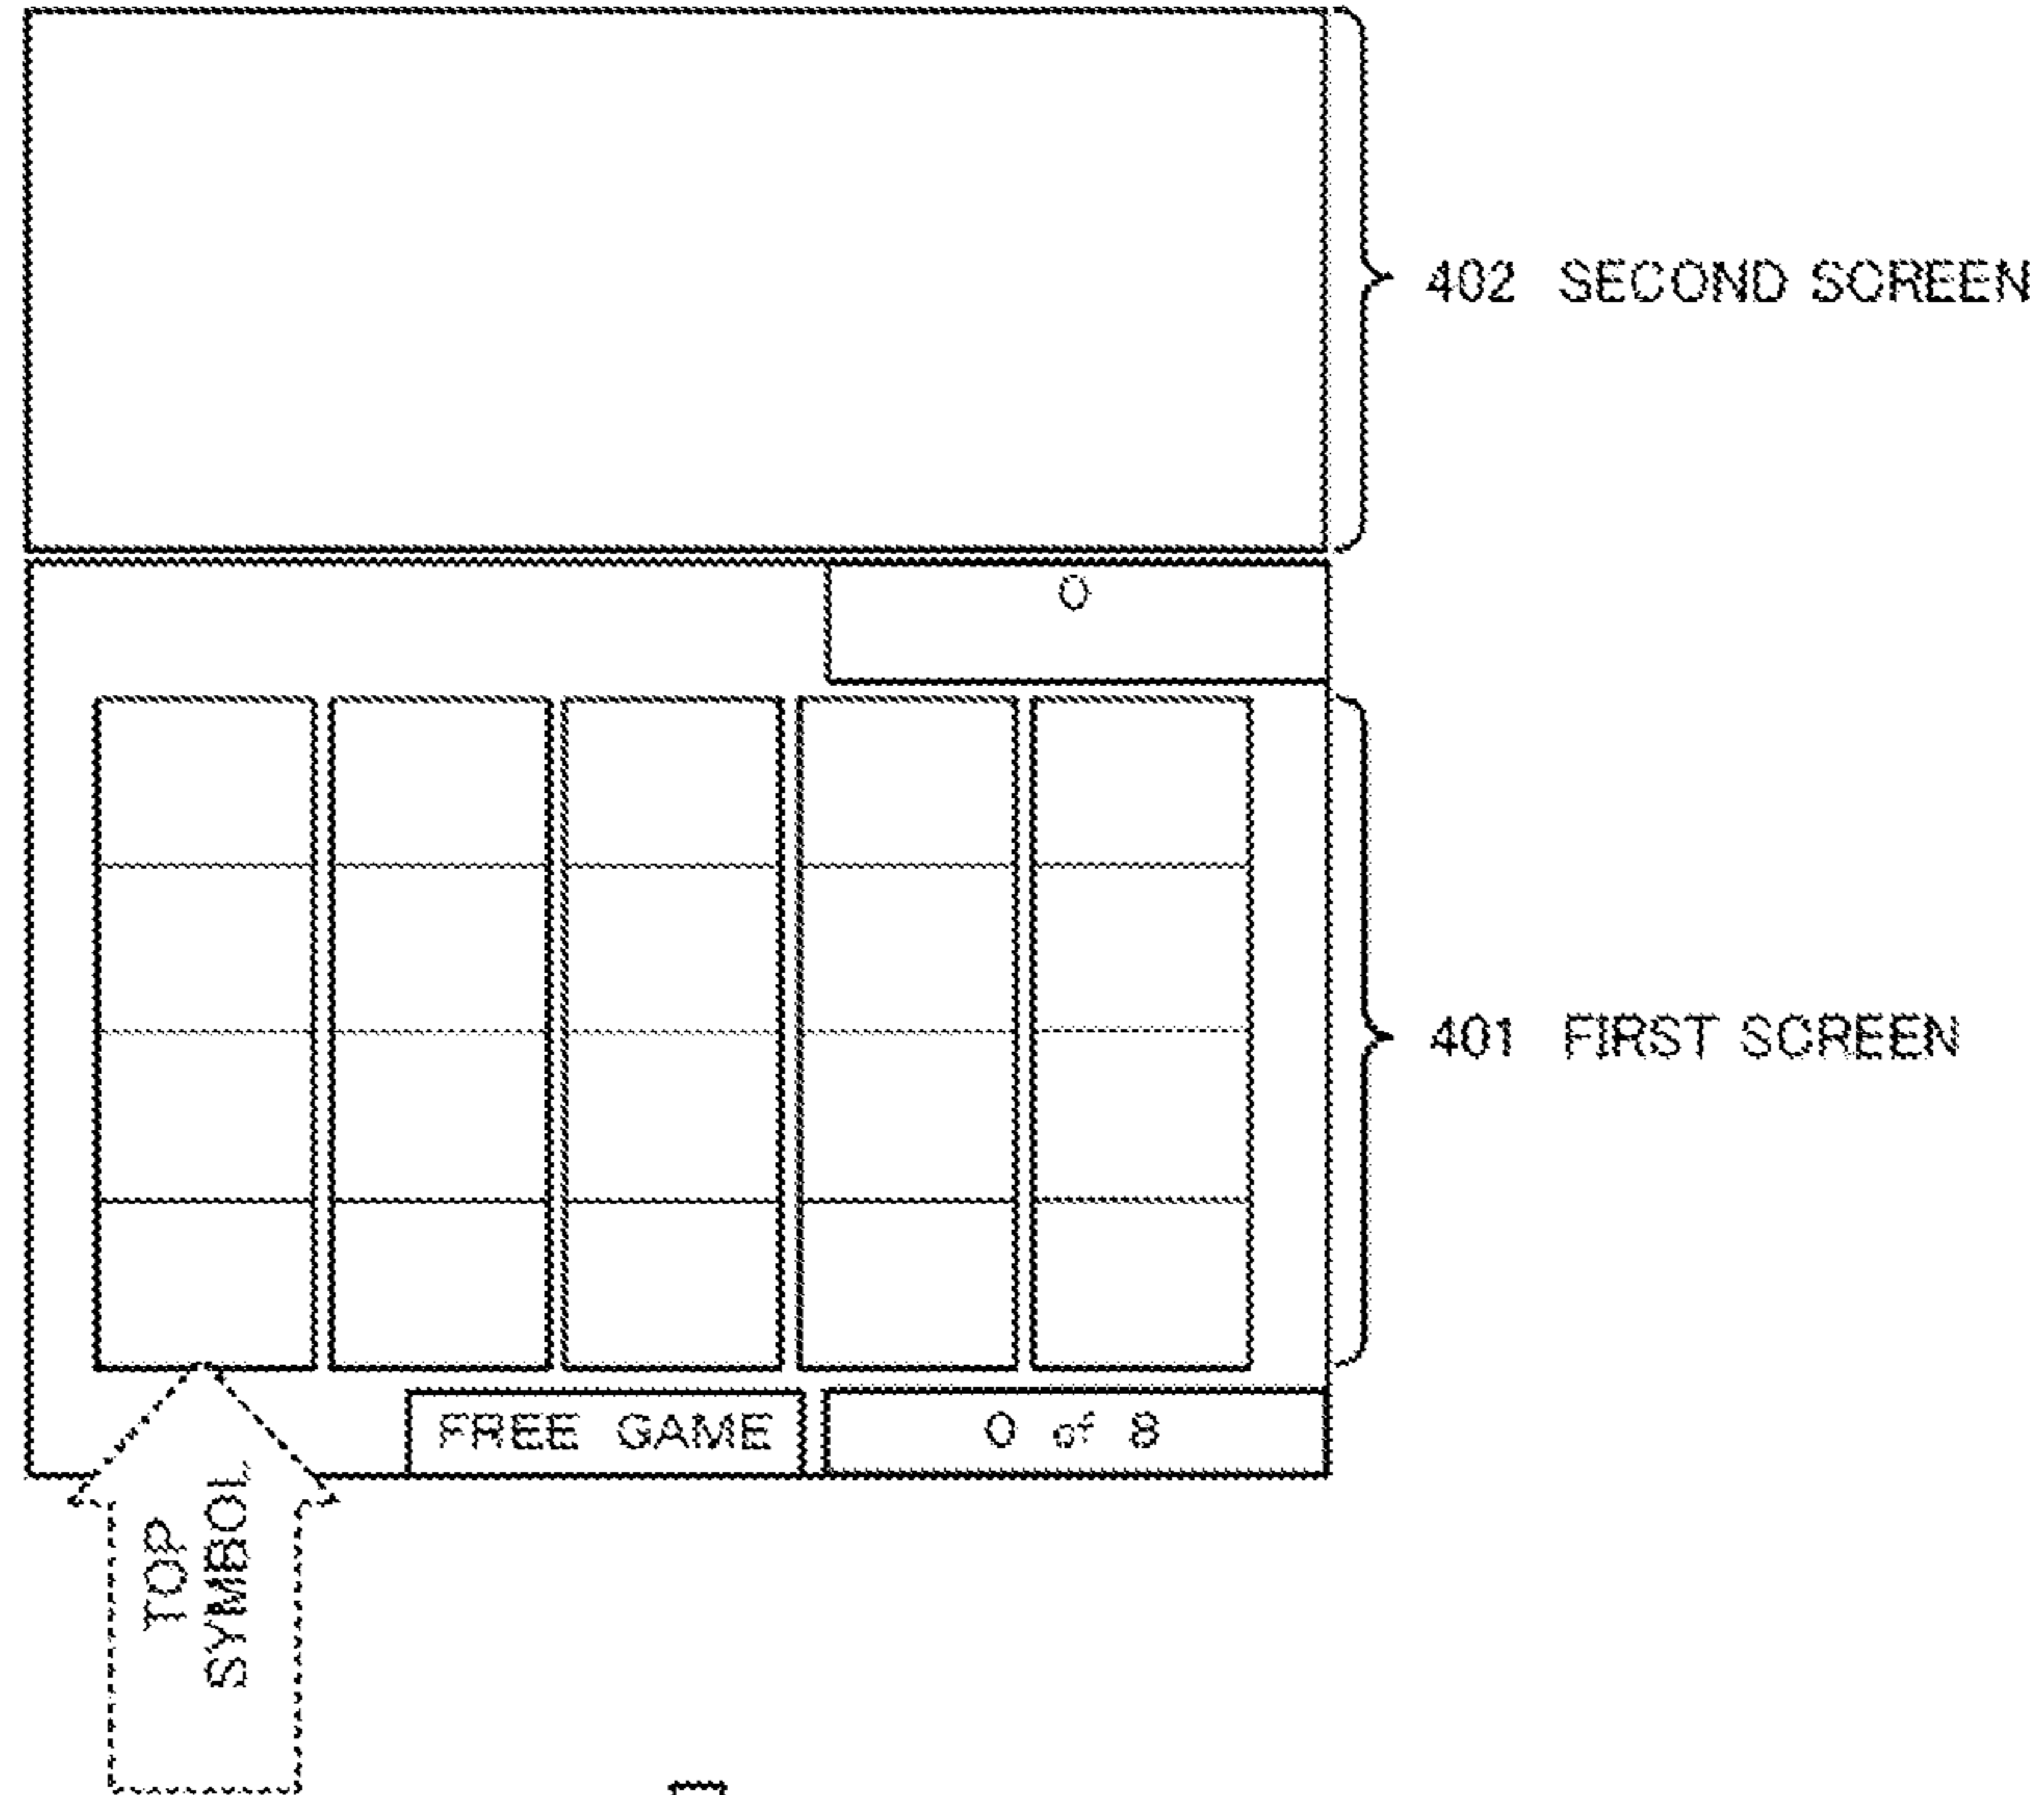 402 SECOND SCREEN
0
401 FIRST SCREEN
FREE GAME
0 of 8
TOP
SYMBOL